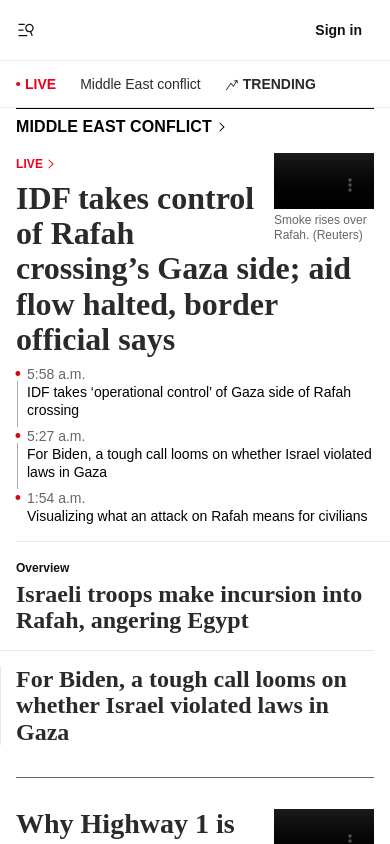 Sign in
LIVE
Middle East conflict
TRENDING
MIDDLE EAST CONFLICT
LIVE
IDF takes control
of Rafah
crossing’s Gaza side; aid
flow halted, border
official says
Smoke rises over
Rafah. (Reuters)
5:58 a.m.
IDF takes ‘operational control’ of Gaza side of Rafah
crossing
5:27 a.m.
For Biden, a tough call looms on whether Israel violated
laws in Gaza
1:54 a.m.
Visualizing what an attack on Rafah means for civilians
Overview
Israeli troops make incursion into
Rafah, angering Egypt
For Biden, a tough call looms on
whether Israel violated laws in
Gaza
Why Highway 1 is